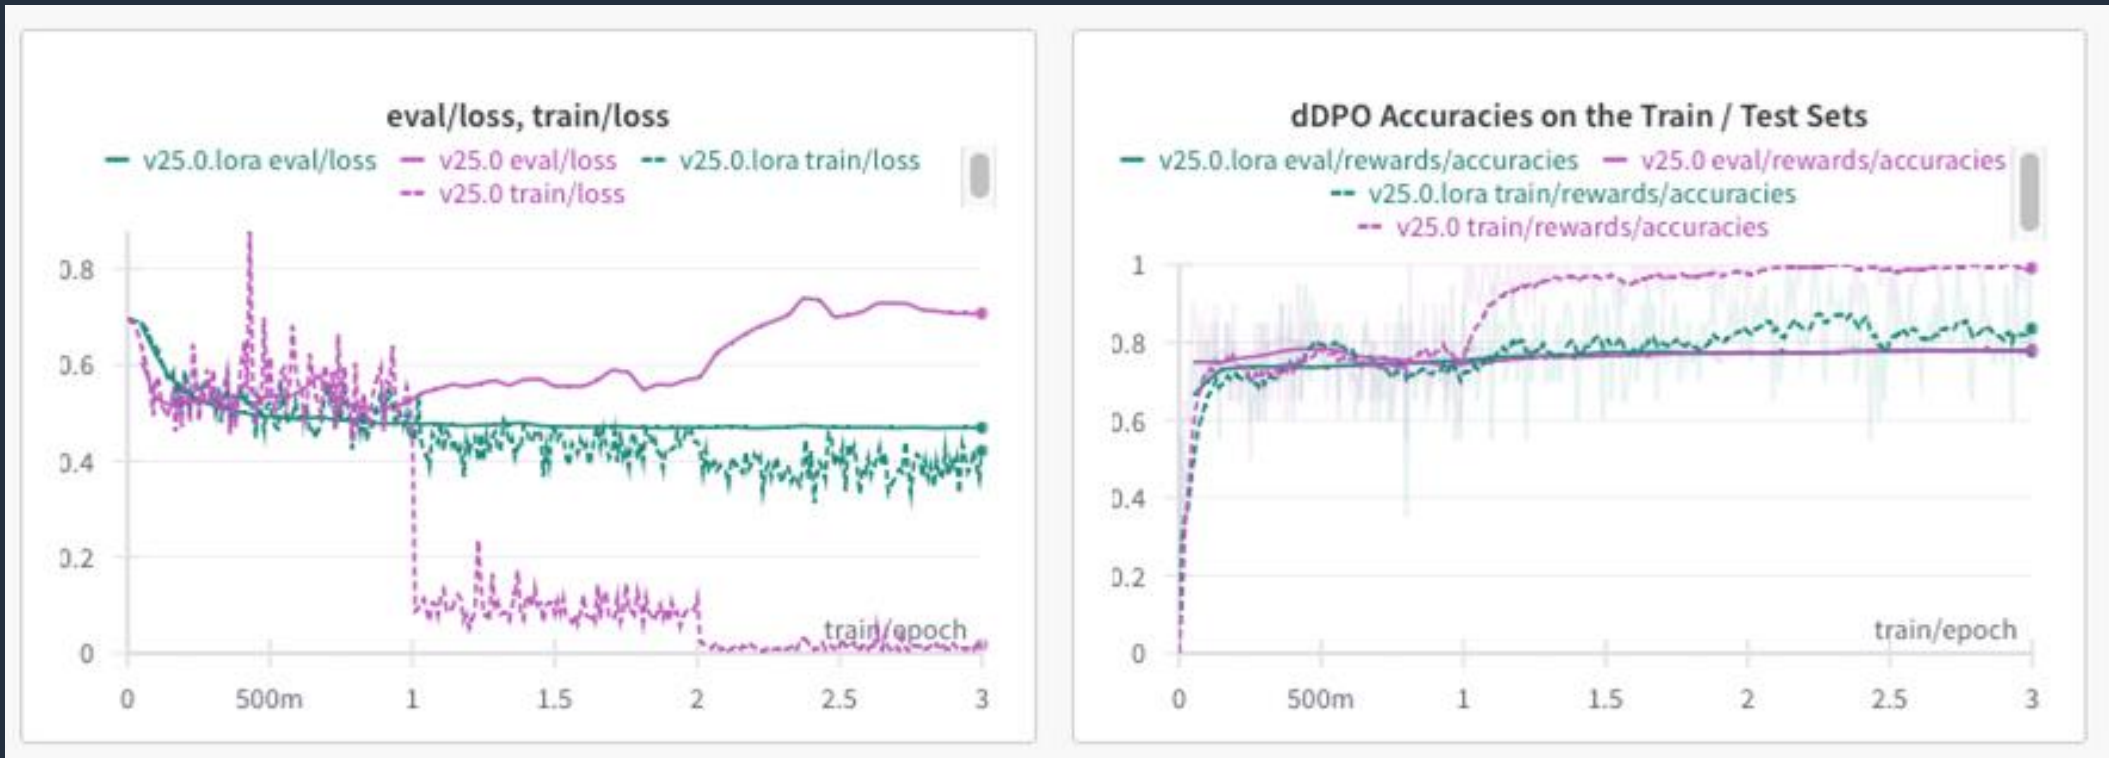 eval/loss, train/loss
v25.0.lora eval/loss v25.0 eval/loss v25.0.lora train/loss
v25.0 train/loss
0.8
0.6
0.4
0.2
0
train/epoch
0 500m 1 1.5 2 2.5 3
dDPO Accuracies on the Train / Test Sets
v25.0.lora eval/rewards/accuracies v25.0 eval/rewards/accuracies
v25.0.lora train/rewards/accuracies
v25.0 train/rewards/accuracies
1
0.8
0.6
0.4
0.2
0
train/epoch
0 500m 1 1.5 2 2.5 3